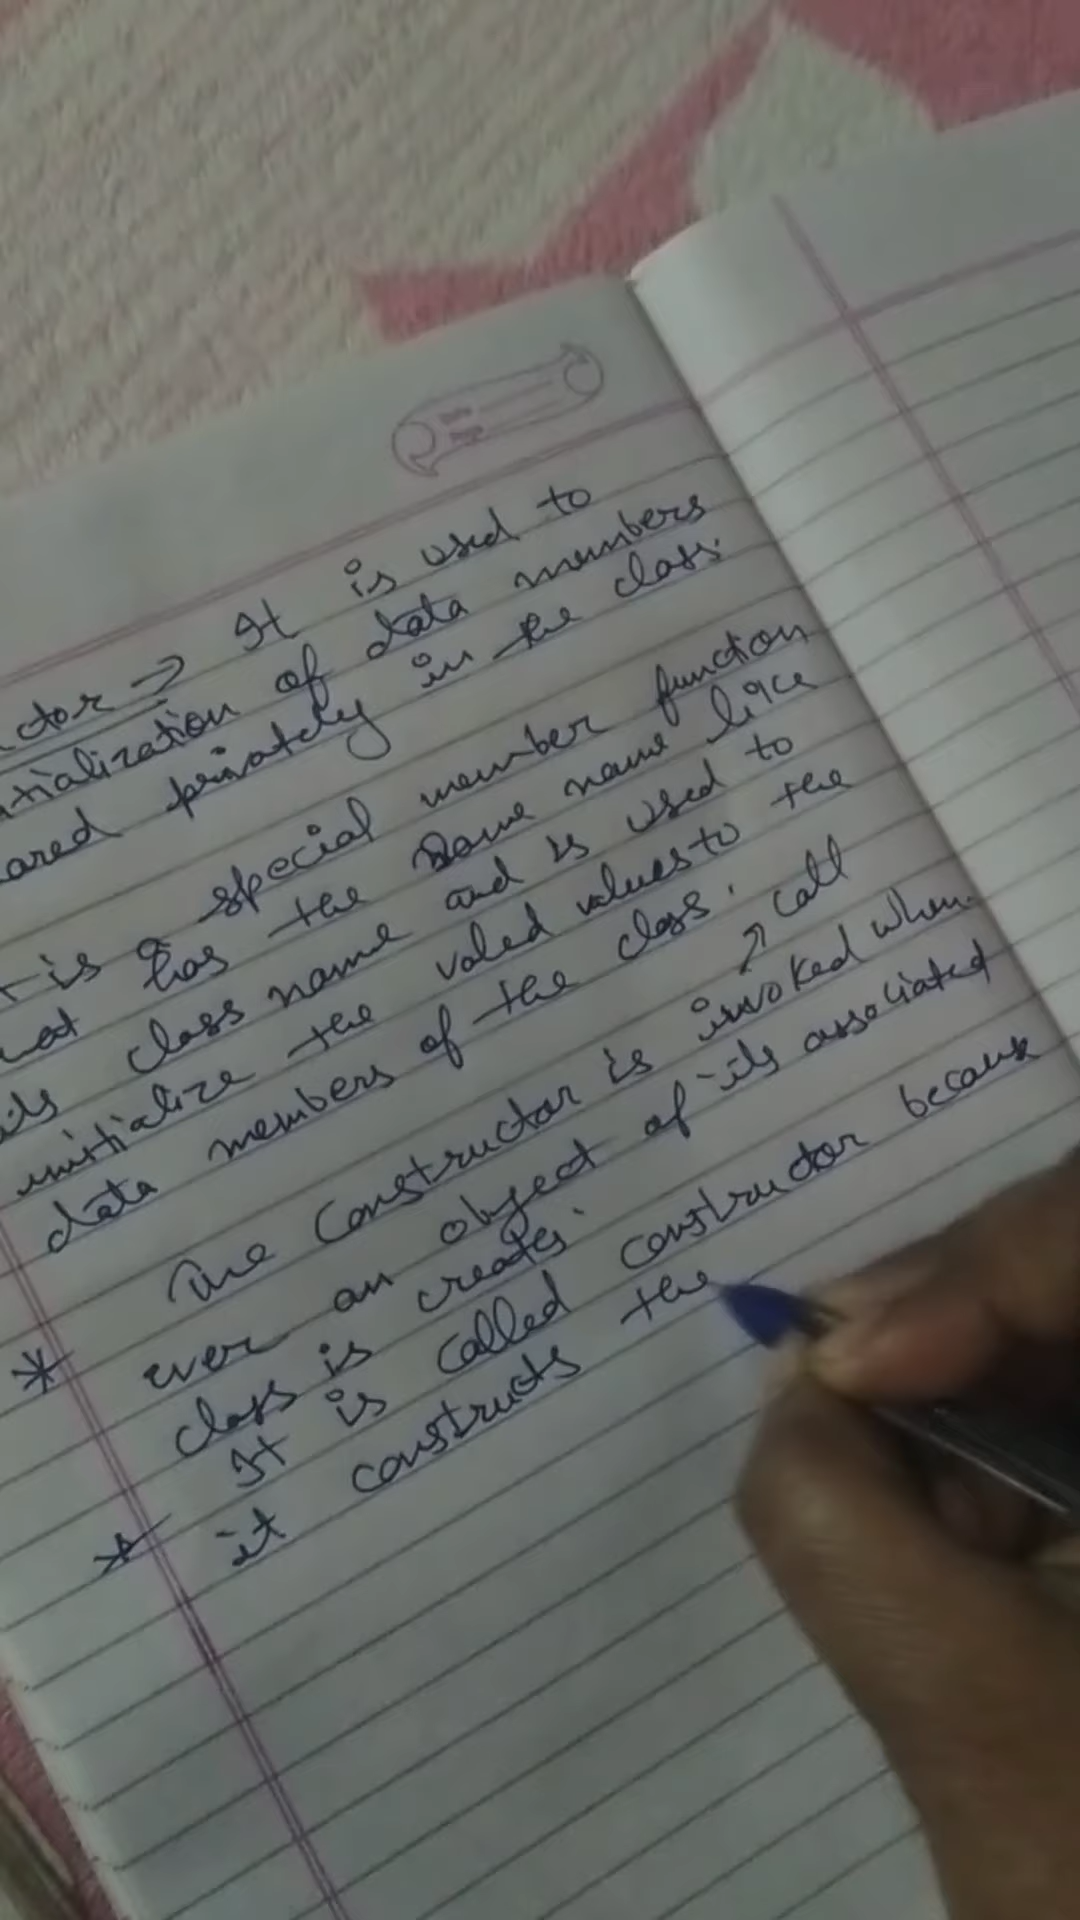 ctor → It is used to
tialization of data members
ared privately in the class.
t is a special member function
at has the same name like
its class name and is used to
initialize the valed values to the
data members of the class.
↗ call
* The Constructor is invoked when
ever an object of its associated
class is creates.
* It is called constructor because
it constructs the